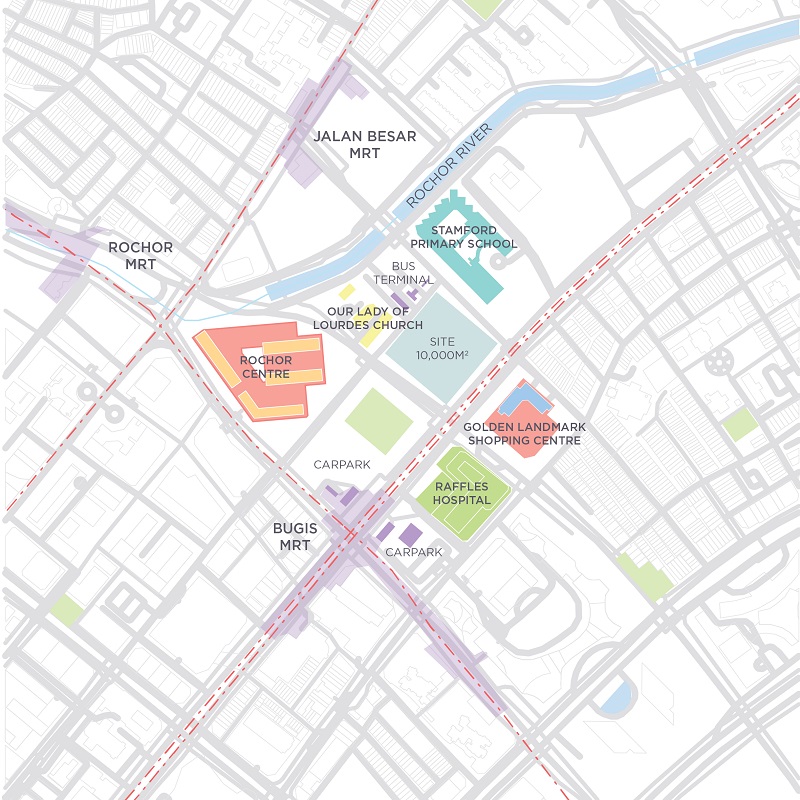 JALAN BESAR
MRT
ROCHOR RIVER
STAMFORD
PRIMARY SCHOOL
ROCHOR
MRT
BUS
TERMINAL
OUR LADY OF
LOURDES CHURCH
SITE
10,000M²
ROCHOR
CENTRE
GOLDEN LANDMARK
SHOPPING CENTRE
CARPARK
RAFFLES
HOSPITAL
BUGIS
MRT
CARPARK